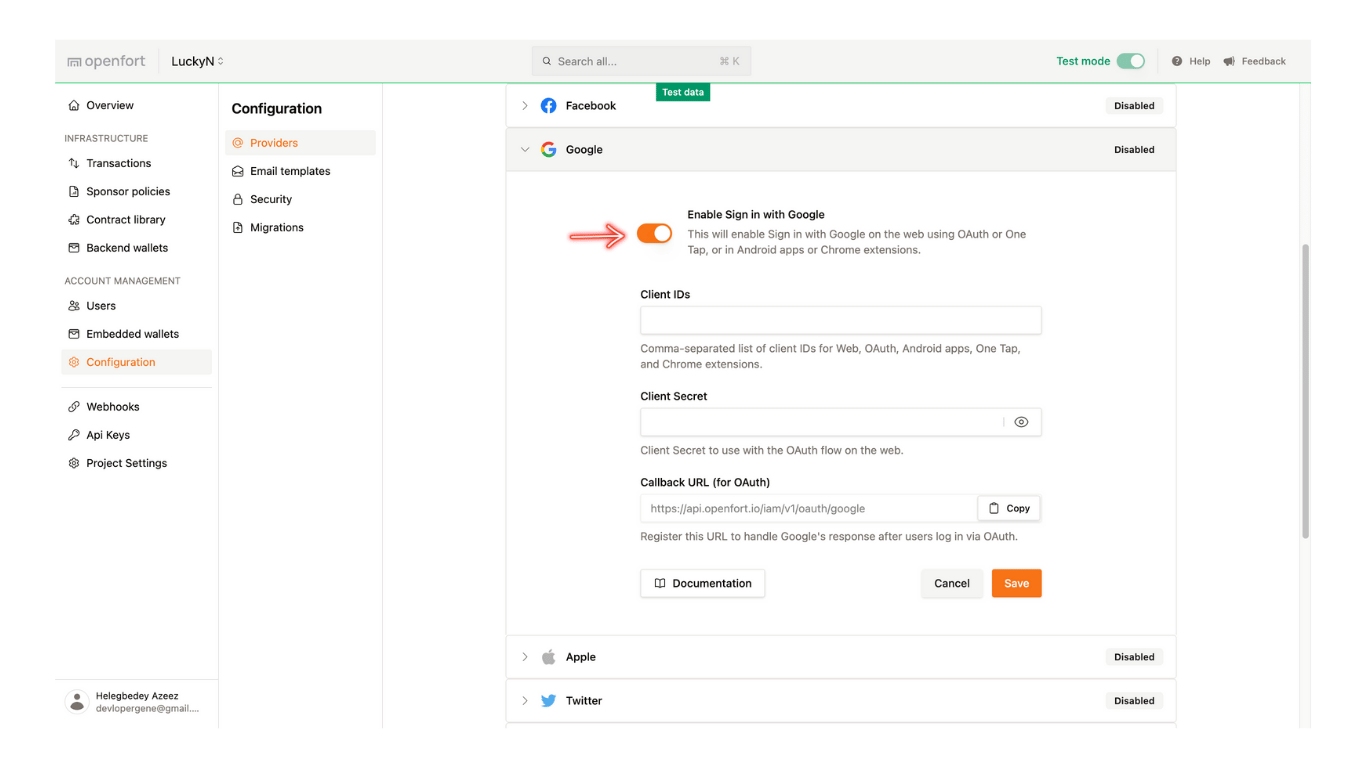 openfort
LuckyN
Search all...
⌘ K
Test mode
Help
Feedback
Overview
INFRASTRUCTURE
Transactions
Sponsor policies
Contract library
Backend wallets
ACCOUNT MANAGEMENT
Users
Embedded wallets
Configuration
Webhooks
Api Keys
Project Settings
Helegbedey Azeez
devlopergene@gmail....
Configuration
Providers
Email templates
Security
Migrations
Test data
Facebook
Disabled
Google
Disabled
Enable Sign in with Google
This will enable Sign in with Google on the web using OAuth or One
Tap, or in Android apps or Chrome extensions.
Client IDs
Comma-separated list of client IDs for Web, OAuth, Android apps, One Tap,
and Chrome extensions.
Client Secret
Client Secret to use with the OAuth flow on the web.
Callback URL (for OAuth)
https://api.openfort.io/iam/v1/oauth/google
Copy
Register this URL to handle Google's response after users log in via OAuth.
Documentation
Cancel
Save
Apple
Disabled
Twitter
Disabled